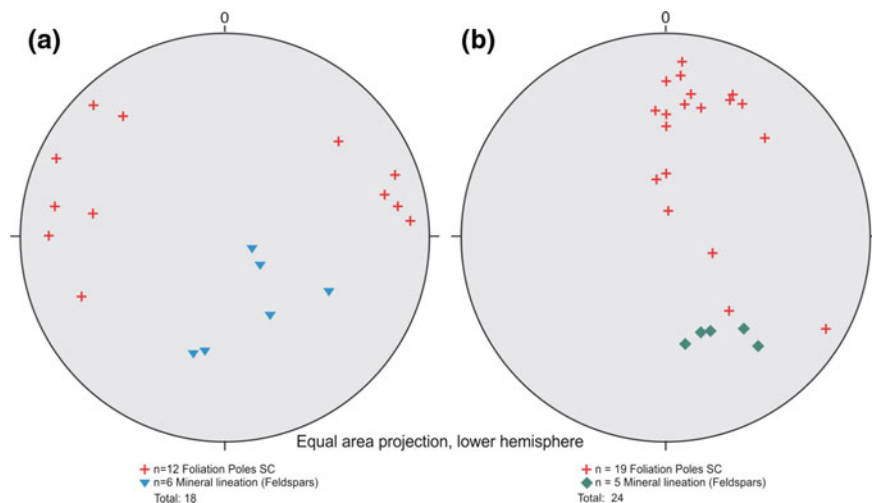 (a)
0
(b)
0
Equal area projection, lower hemisphere
n=12 Foliation Poles SC
n=6 Mineral lineation (Feldspars)
Total: 18
n = 19 Foliation Poles SC
n = 5 Mineral lineation (Feldspars)
Total: 24